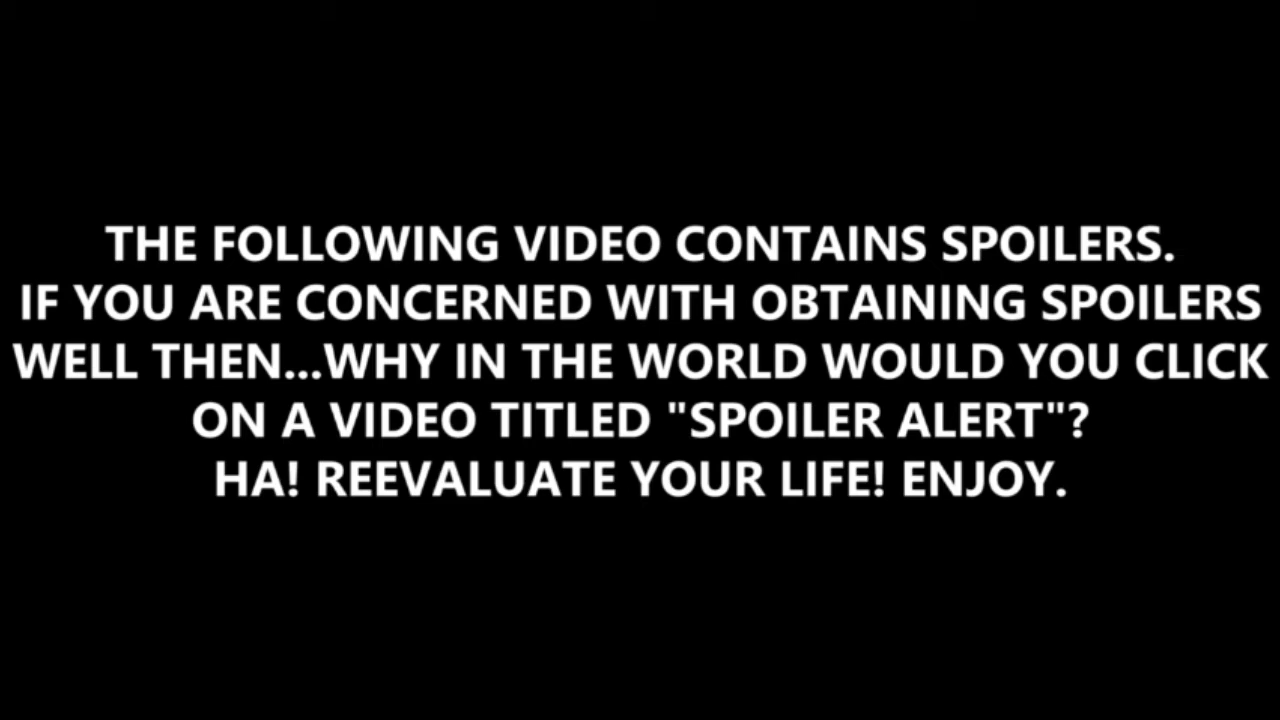 THE FOLLOWING VIDEO CONTAINS SPOILERS.
IF YOU ARE CONCERNED WITH OBTAINING SPOILERS
WELL THEN...WHY IN THE WORLD WOULD YOU CLICK
ON A VIDEO TITLED "SPOILER ALERT"?
HA! REEVALUATE YOUR LIFE! ENJOY.